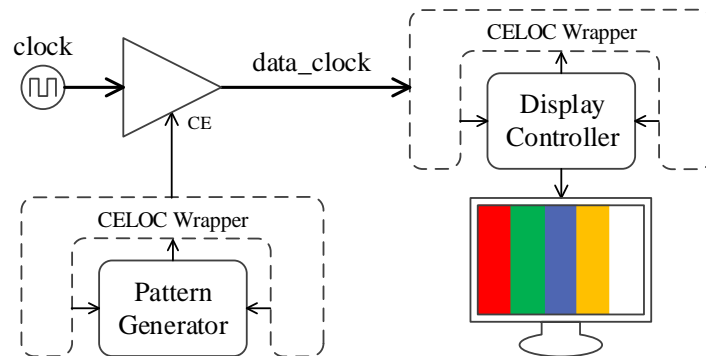 clock
data_clock
CE
CELOC Wrapper
Display
Controller
CELOC Wrapper
Pattern
Generator